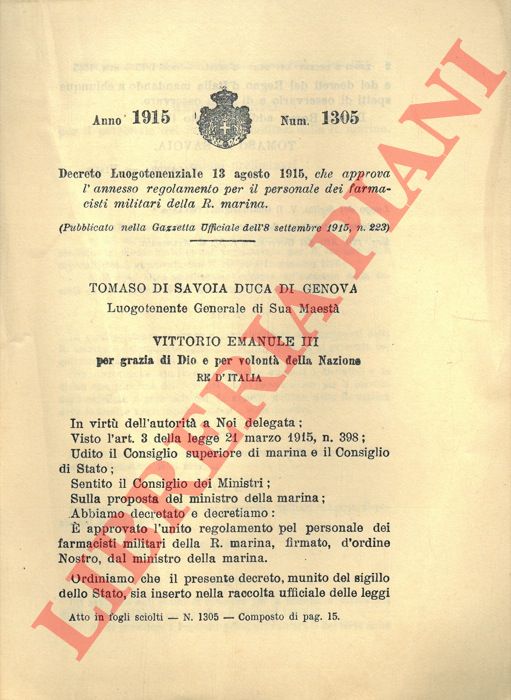 Anno 1915 Num. 1305
Decreto Luogotenenziale 13 agosto 1915, che approva
l'annesso regolamento per il personale dei farma-
cisti militari della R. marina.
(Pubblicato nella Gazzetta Ufficiale dell'8 settembre 1915, n. 223)
TOMASO DI SAVOIA DUCA DI GENOVA
Luogotenente Generale di Sua Maestà
VITTORIO EMANULE III
per grazia di Dio e per volontà della Nazione
RE D'ITALIA
In virtù dell'autorità a Noi delegata;
Visto l'art. 3 della legge 21 marzo 1915, n. 398;
Udito il Consiglio superiore di marina e il Consiglio
di Stato;
Sentito il Consiglio dei Ministri;
Sulla proposta del ministro della marina;
Abbiamo decretato e decretiamo:
È approvato l'unito regolamento pel personale dei
farmacisti militari della R. marina, firmato, d'ordine
Nostro, dal ministro della marina.
Ordiniamo che il presente decreto, munito del sigillo
dello Stato, sia inserto nella raccolta ufficiale delle leggi
Atto in fogli sciolti — N. 1305 — Composto di pag. 15.
LIBRERIA PIANI